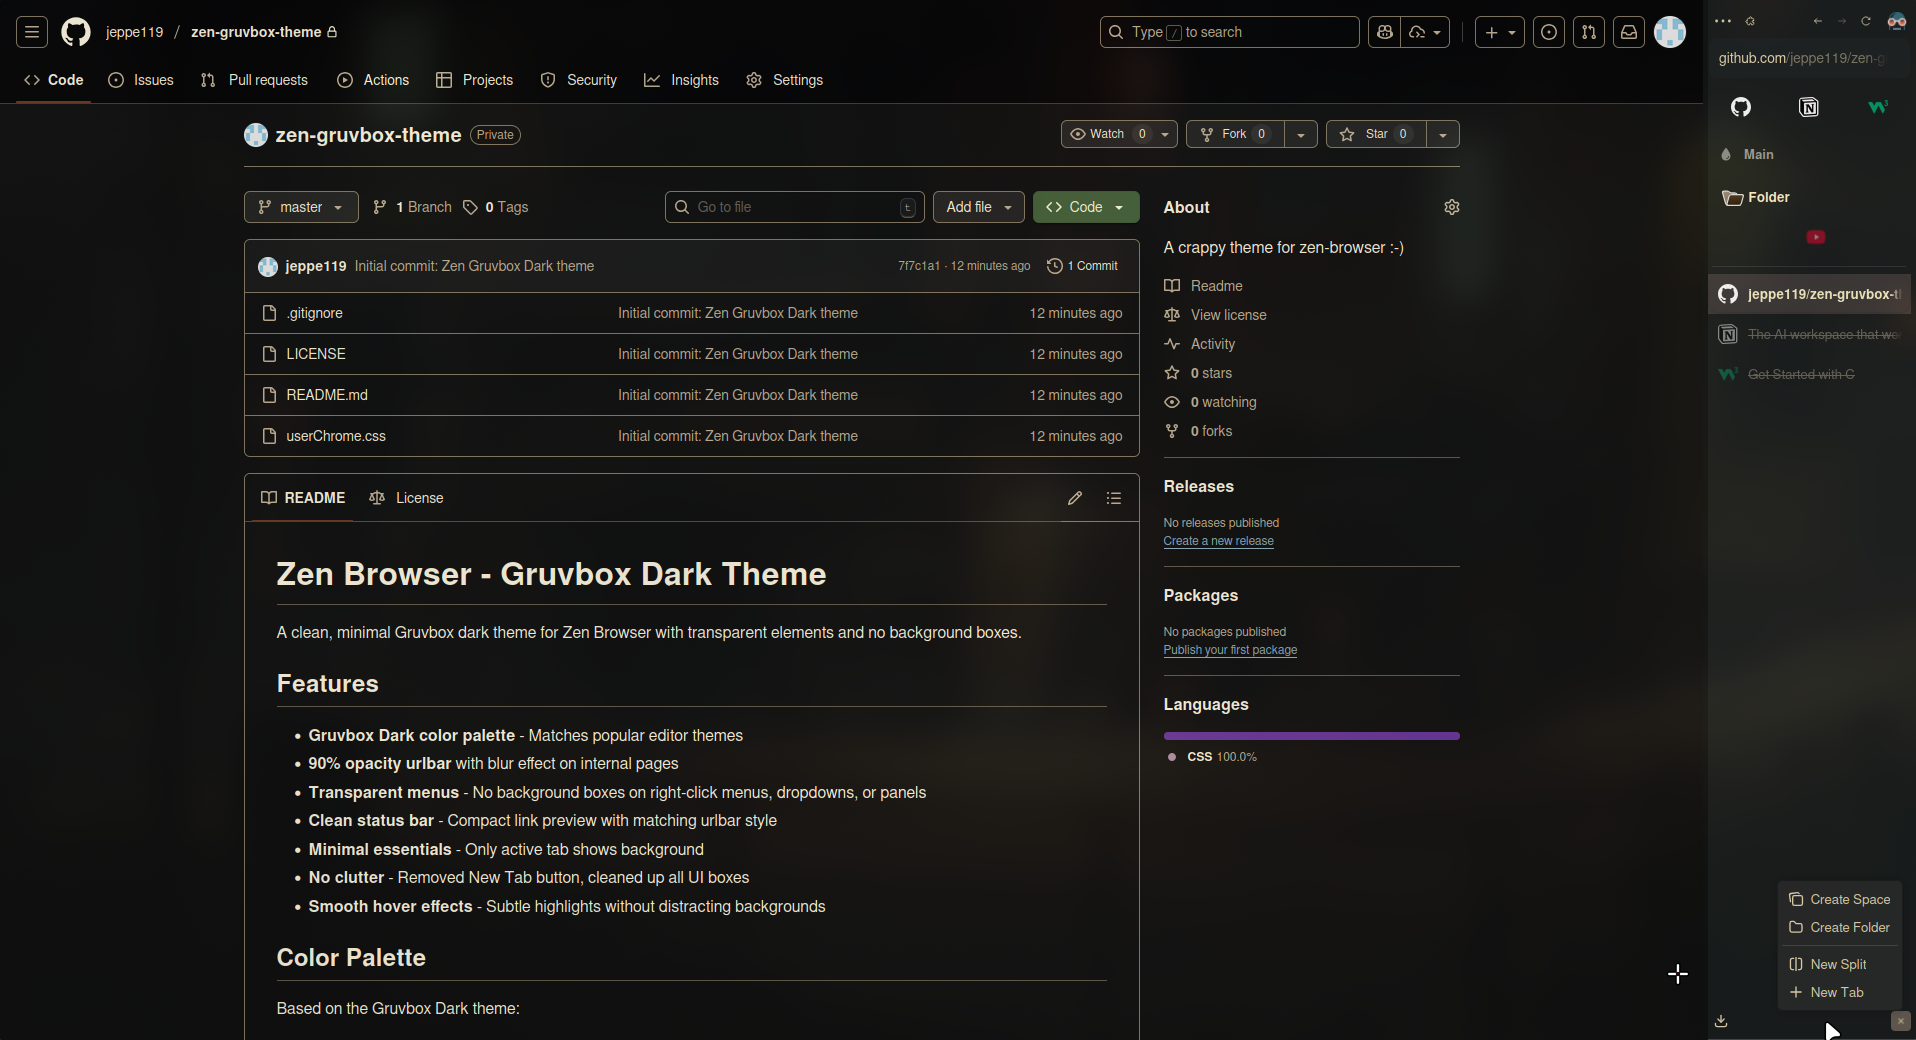 jeppe119 / zen-gruvbox-theme
Type / to search
Code Issues Pull requests Actions Projects Security Insights Settings
zen-gruvbox-theme Private
Watch 0 Fork 0 Star 0
master 1 Branch 0 Tags
Go to file t Add file Code
jeppe119 Initial commit: Zen Gruvbox Dark theme 7f7c1a1 · 12 minutes ago 1 Commit
.gitignore Initial commit: Zen Gruvbox Dark theme 12 minutes ago
LICENSE Initial commit: Zen Gruvbox Dark theme 12 minutes ago
README.md Initial commit: Zen Gruvbox Dark theme 12 minutes ago
userChrome.css Initial commit: Zen Gruvbox Dark theme 12 minutes ago
README License
Zen Browser - Gruvbox Dark Theme
A clean, minimal Gruvbox dark theme for Zen Browser with transparent elements and no background boxes.
Features
• Gruvbox Dark color palette - Matches popular editor themes
• 90% opacity urlbar with blur effect on internal pages
• Transparent menus - No background boxes on right-click menus, dropdowns, or panels
• Clean status bar - Compact link preview with matching urlbar style
• Minimal essentials - Only active tab shows background
• No clutter - Removed New Tab button, cleaned up all UI boxes
• Smooth hover effects - Subtle highlights without distracting backgrounds
Color Palette
Based on the Gruvbox Dark theme:
About
A crappy theme for zen-browser :-)
Readme
View license
Activity
0 stars
0 watching
0 forks
Releases
No releases published
Create a new release
Packages
No packages published
Publish your first package
Languages
CSS 100.0%
github.com/jeppe119/zen-g
Main
Folder
jeppe119/zen-gruvbox-t
The AI workspace that wo
Get Started with C
Create Space
Create Folder
New Split
New Tab